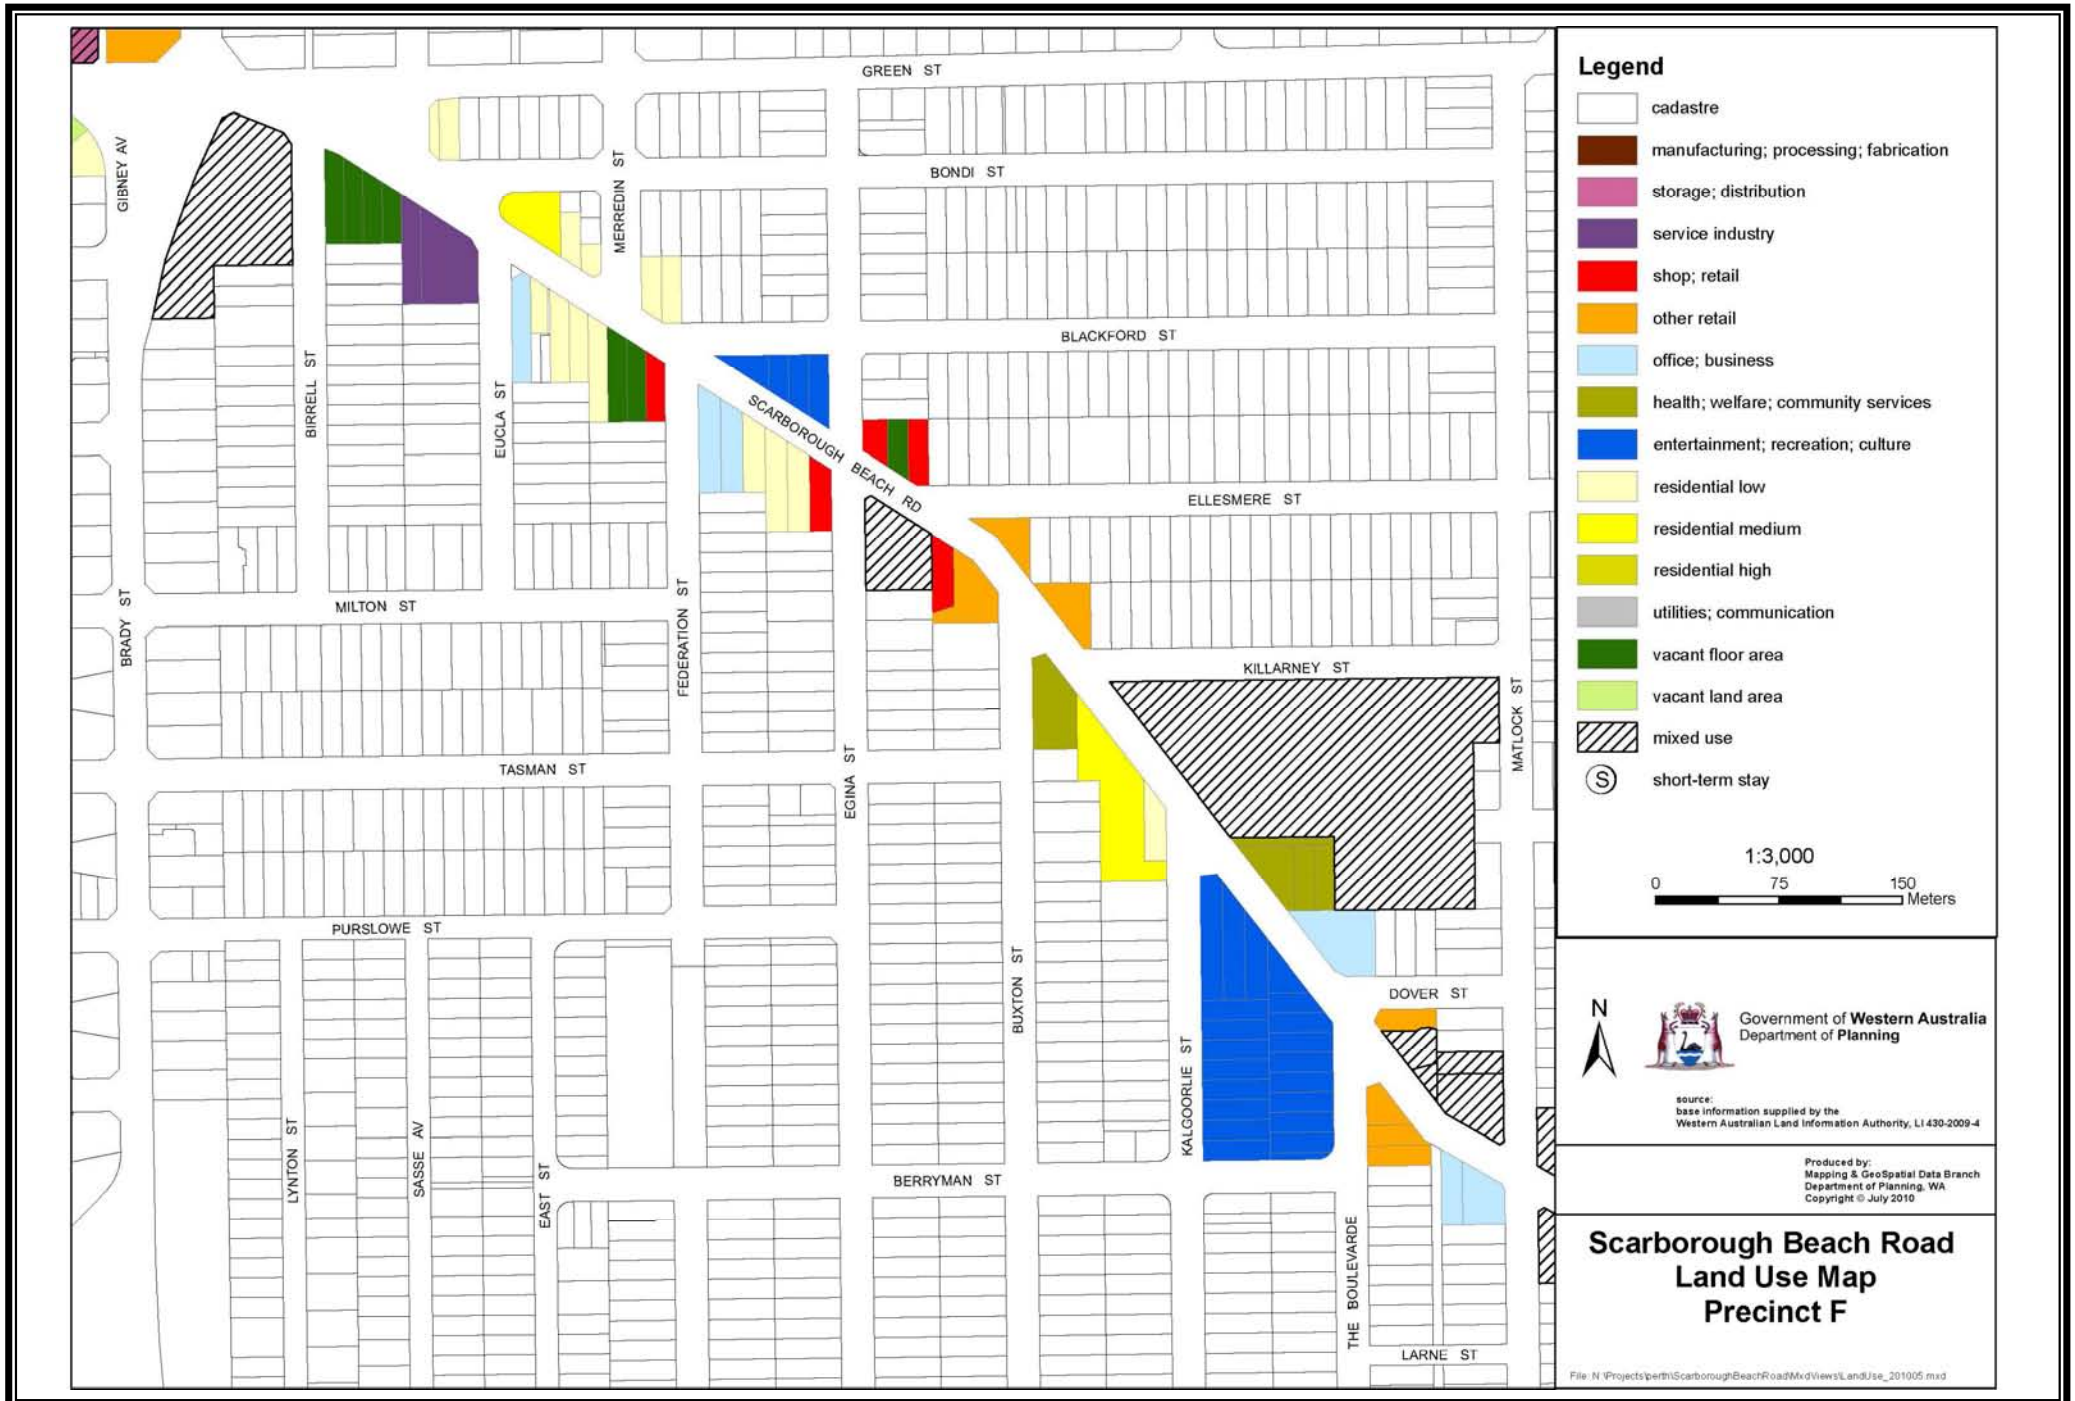 GREEN ST
GIBNEY AV
MERREDIN ST
BONDI ST
BLACKFORD ST
BIRRELL ST
EUCLA ST
SCARBOROUGH BEACH RD
ELLESMERE ST
BRADY ST
MILTON ST
FEDERATION ST
KILLARNEY ST
MATLOCK ST
TASMAN ST
EGINA ST
PURSLOWE ST
BUXTON ST
DOVER ST
KALGOORLIE ST
LYNTON ST
SASSE AV
EAST ST
BERRYMAN ST
THE BOULEVARDE
LARNE ST
Legend
cadastre
manufacturing; processing; fabrication
storage; distribution
service industry
shop; retail
other retail
office; business
health; welfare; community services
entertainment; recreation; culture
residential low
residential medium
residential high
utilities; communication
vacant floor area
vacant land area
mixed use
S short-term stay
1:3,000
0 75 150
Meters
N
Government of Western Australia
Department of Planning
source:
base information supplied by the
Western Australian Land Information Authority, LI 430-2009-4
Produced by:
Mapping & GeoSpatial Data Branch
Department of Planning, WA
Copyright © July 2010
Scarborough Beach Road
Land Use Map
Precinct F
File: N:\Projects\perth\ScarboroughBeachRoad\MxdViews\LandUse_201005.mxd